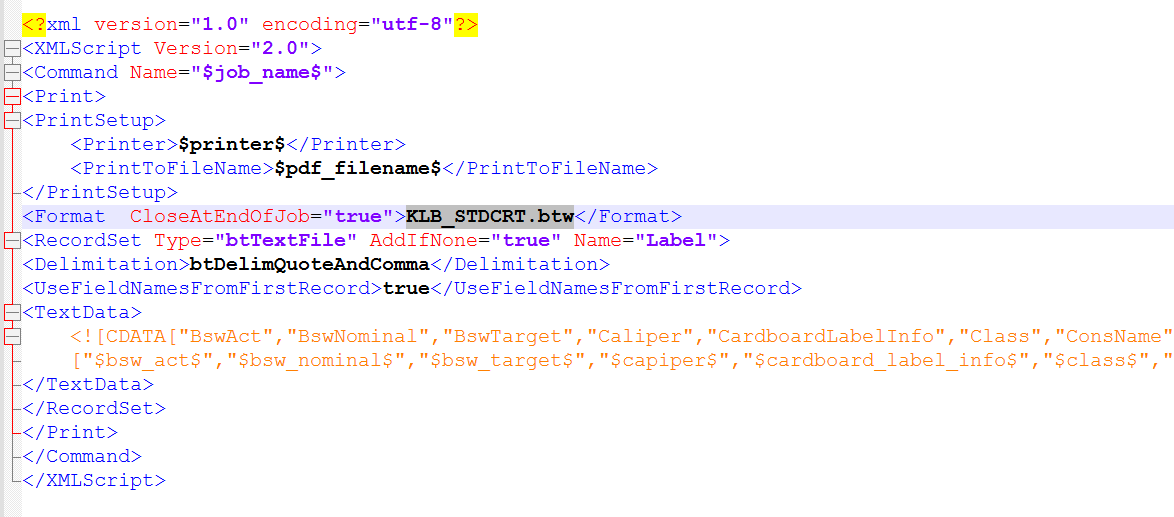 <?xml version="1.0" encoding="utf-8"?>
<XMLScript Version="2.0">
<Command Name="$job_name$">
<Print>
<PrintSetup>
    <Printer>$printer$</Printer>
    <PrintToFileName>$pdf_filename$</PrintToFileName>
</PrintSetup>
<Format  CloseAtEndOfJob="true">KLB_STDCRT.btw</Format>
<RecordSet Type="btTextFile" AddIfNone="true" Name="Label">
<Delimitation>btDelimQuoteAndComma</Delimitation>
<UseFieldNamesFromFirstRecord>true</UseFieldNamesFromFirstRecord>
<TextData>
    <![CDATA["BswAct","BswNominal","BswTarget","Caliper","CardboardLabelInfo","Class","ConsName"
    ["$bsw_act$","$bsw_nominal$","$bsw_target$","$capiper$","$cardboard_label_info$","$class$","
</TextData>
</RecordSet>
</Print>
</Command>
</XMLScript>